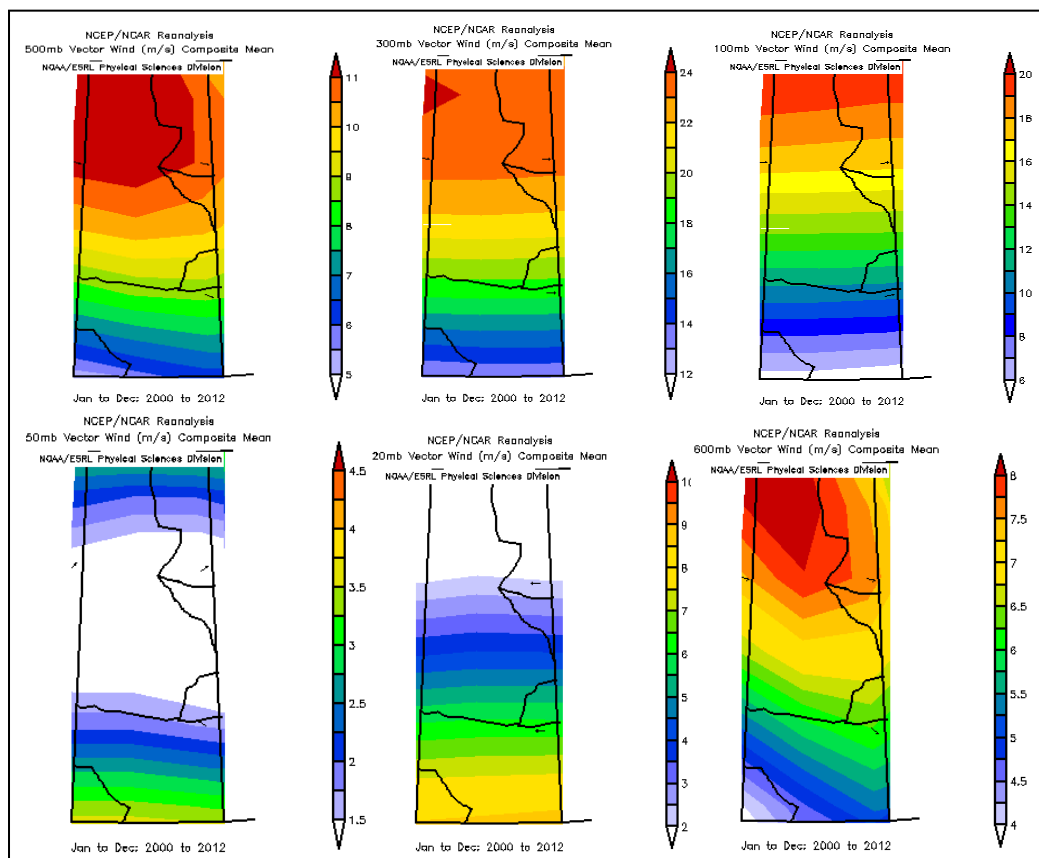 NCEP/NCAR Reanalysis
500mb Vector Wind (m/s) Composite Mean
NOAA/ESRL Physical Sciences Division
11
10
9
8
7
6
5
Jan to Dec: 2000 to 2012
NCEP/NCAR Reanalysis
300mb Vector Wind (m/s) Composite Mean
NOAA/ESRL Physical Sciences Division
24
22
20
18
16
14
12
Jan to Dec: 2000 to 2012
NCEP/NCAR Reanalysis
100mb Vector Wind (m/s) Composite Mean
NOAA/ESRL Physical Sciences Division
20
18
16
14
12
10
8
6
Jan to Dec: 2000 to 2012
NCEP/NCAR Reanalysis
50mb Vector Wind (m/s) Composite Mean
NOAA/ESRL Physical Sciences Division
4.5
4
3.5
3
2.5
2
1.5
Jan to Dec: 2000 to 2012
NCEP/NCAR Reanalysis
20mb Vector Wind (m/s) Composite Mean
NOAA/ESRL Physical Sciences Division
10
9
8
7
6
5
4
3
2
Jan to Dec: 2000 to 2012
NCEP/NCAR Reanalysis
600mb Vector Wind (m/s) Composite Mean
NOAA/ESRL Physical Sciences Division
8
7.5
7
6.5
6
5.5
5
4.5
4
Jan to Dec: 2000 to 2012